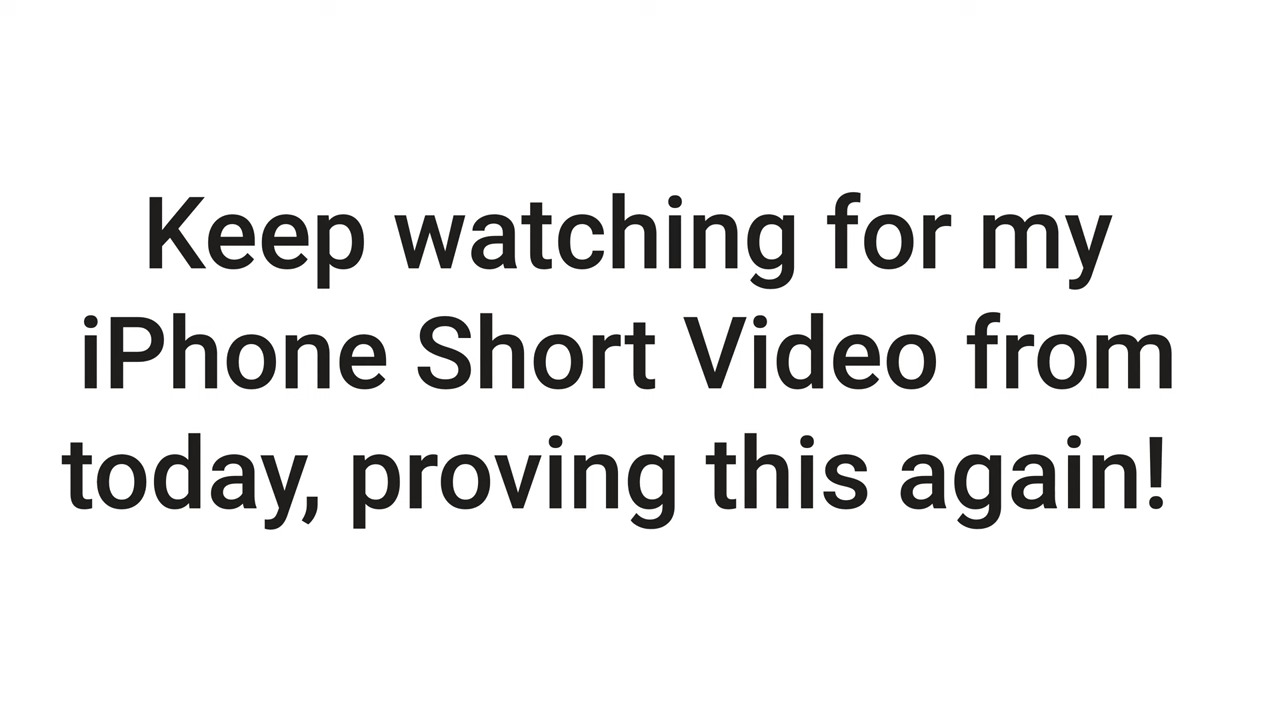 Keep watching for my
iPhone Short Video from
today, proving this again!